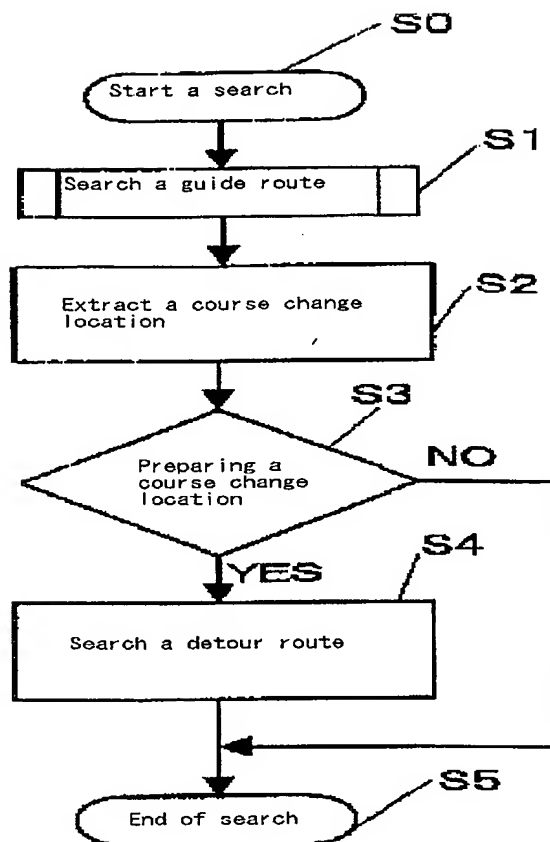 S0
Start a search
S1
Search a guide route
S2
Extract a course change
location
S3
Preparing a
course change
location
NO
YES
S4
Search a detour route
S5
End of search